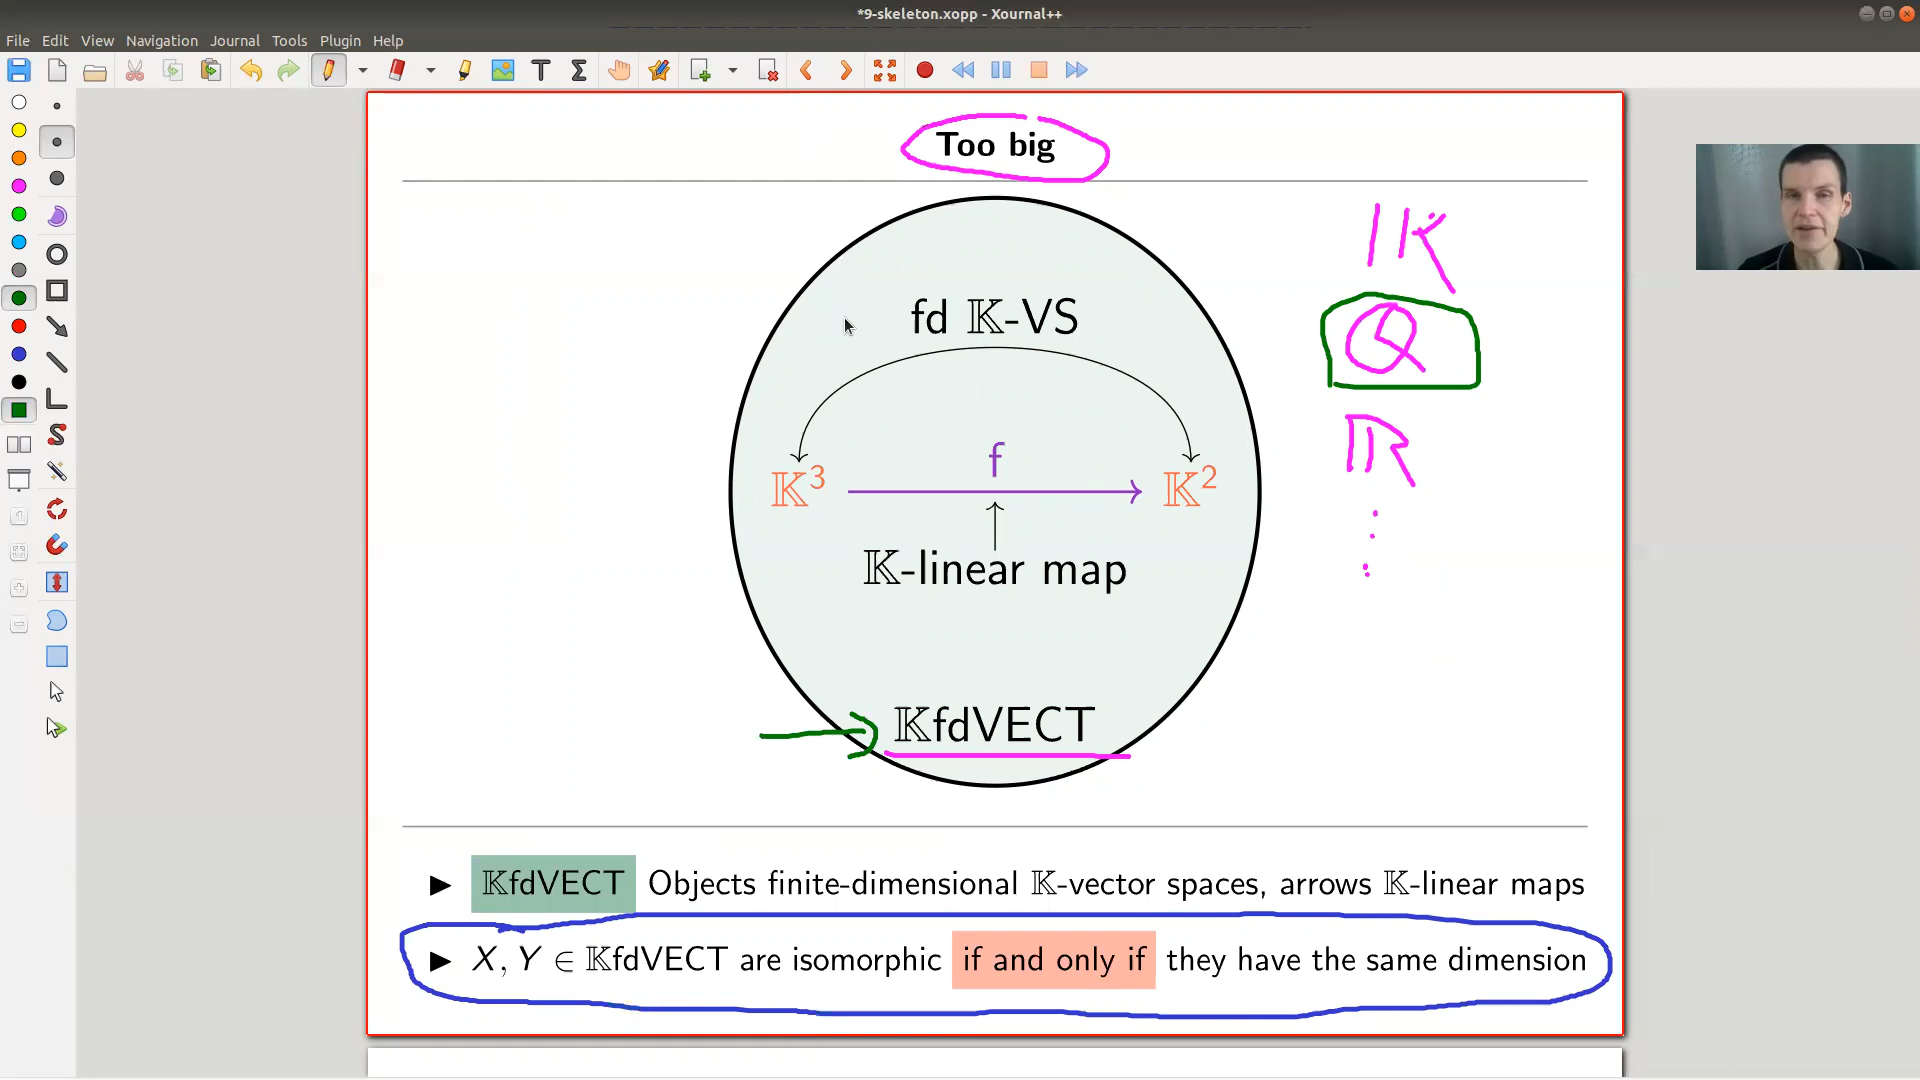 *9-skeleton.xopp - Xournal++
File Edit View Navigation Journal Tools Plugin Help
Too big
𝕂
ℚ
ℝ
⋮
fd 𝕂-VS
𝕂³ f 𝕂²
𝕂-linear map
𝕂fdVECT
▶ 𝕂fdVECT Objects finite-dimensional 𝕂-vector spaces, arrows 𝕂-linear maps
▶ X, Y ∈ 𝕂fdVECT are isomorphic if and only if they have the same dimension